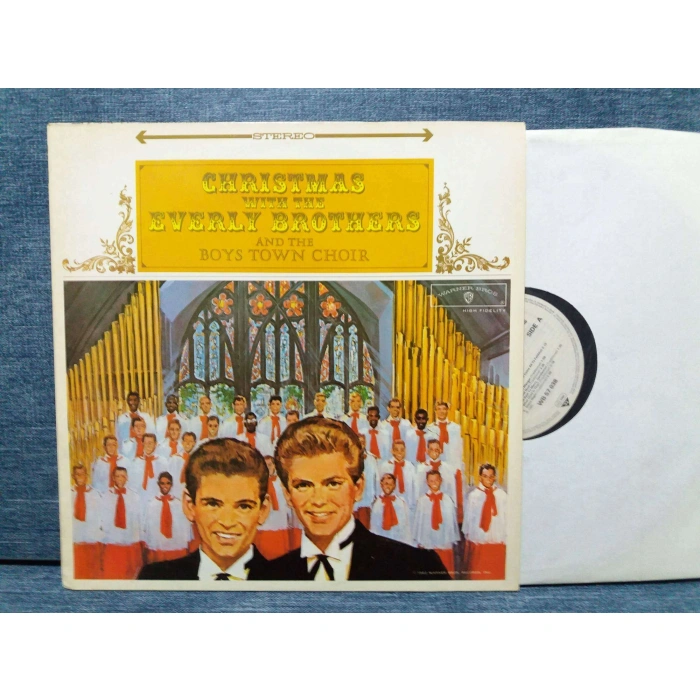 STEREO
CHRISTMAS
WITH THE
EVERLY BROTHERS
AND THE
BOYS TOWN CHOIR
WARNER BROS
HIGH FIDELITY
SIDE A